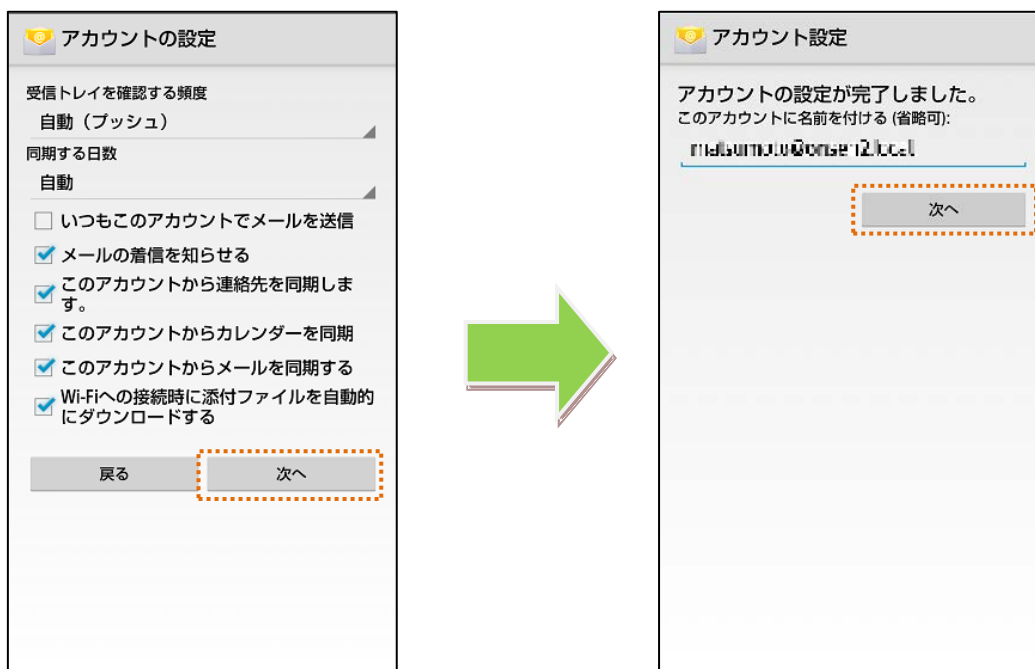 アカウントの設定
受信トレイを確認する頻度
自動（プッシュ）
同期する日数
自動
いつもこのアカウントでメールを送信
メールの着信を知らせる
このアカウントから連絡先を同期しま
す。
このアカウントからカレンダーを同期
このアカウントからメールを同期する
Wi-Fiへの接続時に添付ファイルを自動的
にダウンロードする
戻る
次へ
アカウント設定
アカウントの設定が完了しました。
このアカウントに名前を付ける (省略可):
次へ